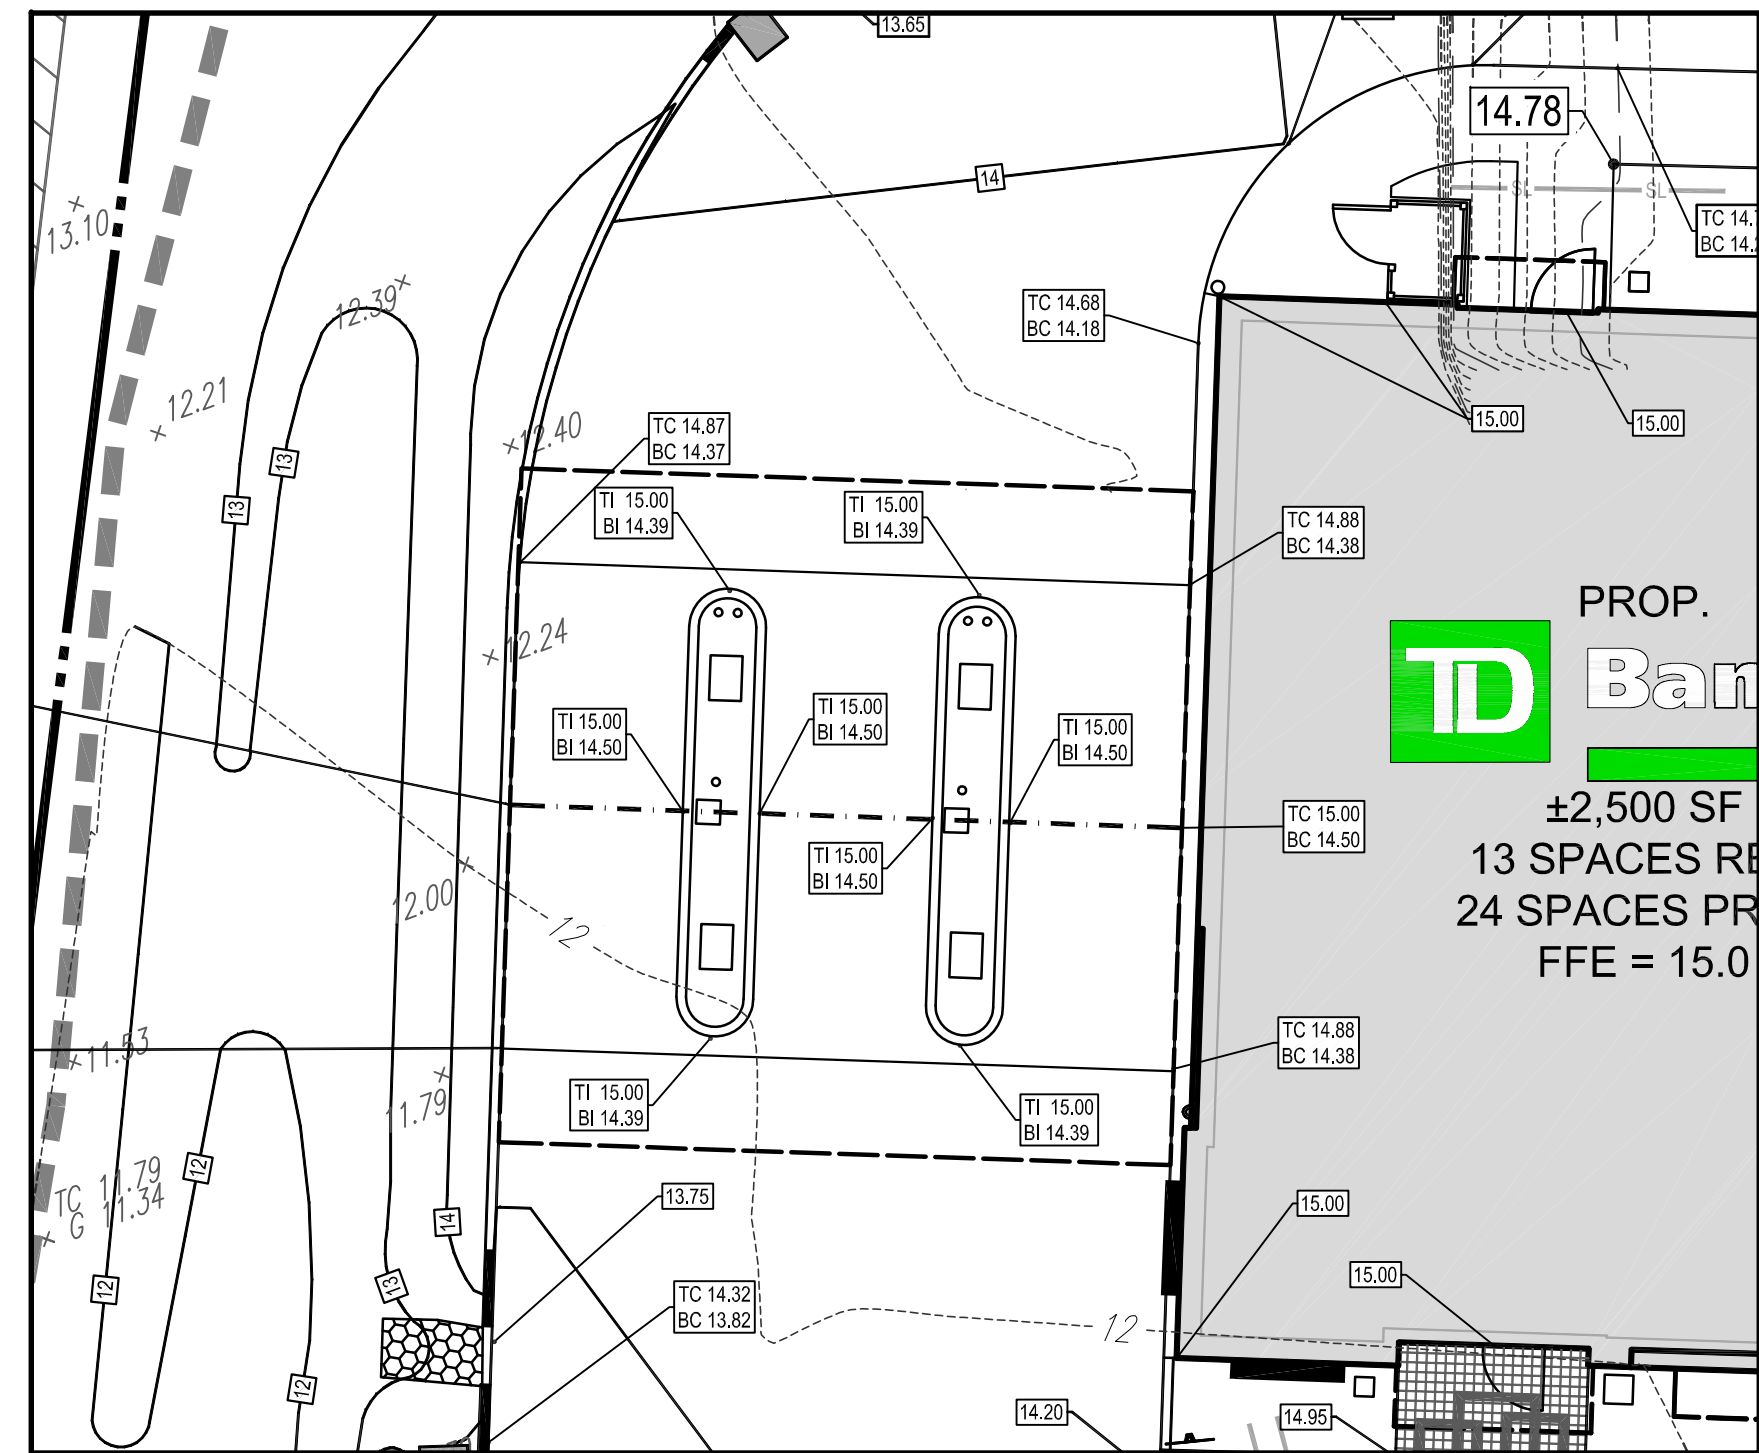 13.65
14.78
14
SL
SL
13.10
TC 14.
BC 14.
12.39
TC 14.68
BC 14.18
12.21
15.00
15.00
12.40
TC 14.87
BC 14.37
13
13
TI 15.00
BI 14.39
TI 15.00
BI 14.39
TC 14.88
BC 14.38
PROP.
12.24
TD
Ban
TI 15.00
BI 14.50
TI 15.00
BI 14.50
TI 15.00
BI 14.50
±2,500 SF
TC 15.00
BC 14.50
13 SPACES RE
TI 15.00
BI 14.50
12.00
24 SPACES PR
12
FFE = 15.0
11.53
TC 14.88
BC 14.38
11.79
TI 15.00
BI 14.39
TI 15.00
BI 14.39
12
TC 11.79
G 11.34
13.75
15.00
14
12
13
15.00
TC 14.32
BC 13.82
12
12
14.20
14.95